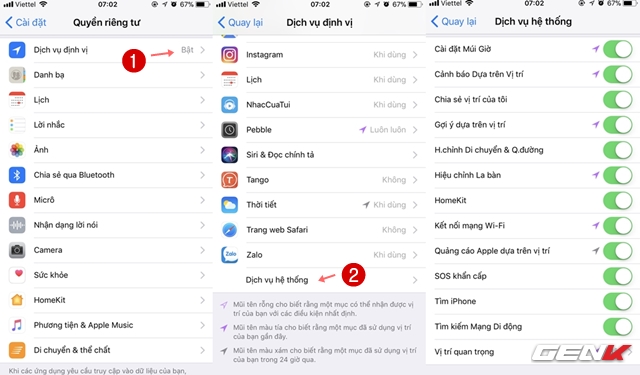 Viettel 07:02
Cài đặt Quyền riêng tư
Dịch vụ định vị Bật
1
Danh bạ
Lịch
Lời nhắc
Ảnh
Chia sẻ qua Bluetooth
Micrô
Nhận dạng lời nói
Camera
Sức khỏe
HomeKit
Phương tiện & Apple Music
Di chuyển & thể chất
Khi các ứng dụng yêu cầu truy cập vào dữ liệu của bạn,
Viettel 07:02
Quay lại Dịch vụ định vị
Instagram Khi dùng
Lịch Khi dùng
NhacCuaTui Khi dùng
Pebble Luôn luôn
Siri & Đọc chính tả
Tango Không
Thời tiết Khi dùng
Trang web Safari Không
Zalo Khi dùng
Dịch vụ hệ thống
2
Mũi tên rỗng cho biết rằng một mục có thể nhận được vị
trí của bạn với các điều kiện nhất định.
Mũi tên màu tía cho biết rằng một mục đã sử dụng vị trí
của bạn gần đây.
Mũi tên màu xám cho biết rằng một mục đã sử dụng vị
trí của bạn trong 24 giờ qua.
Viettel 07:02
Quay lại Dịch vụ hệ thống
Cài đặt Múi Giờ
Cảnh báo Dựa trên Vị trí
Chia sẻ vị trí của tôi
Gợi ý dựa trên vị trí
H.chỉnh Di chuyển & Q.đường
Hiệu chỉnh La bàn
HomeKit
Kết nối mạng Wi-Fi
Quảng cáo Apple dựa trên vị trí
SOS khẩn cấp
Tìm iPhone
Tìm kiếm Mạng Di động
Vị trí quan trọng
GENK